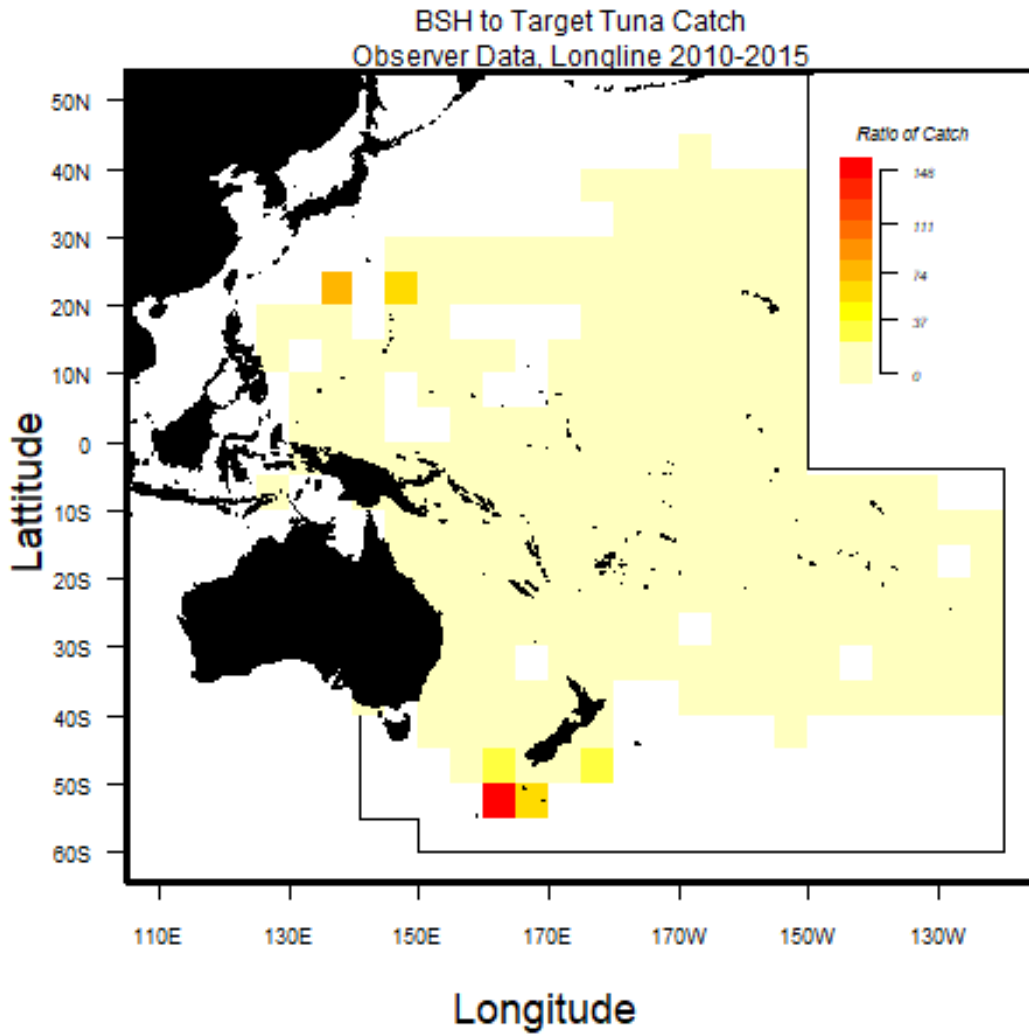 BSH to Target Tuna Catch
Observer Data, Longline 2010-2015
Ratio of Catch
148
111
74
37
0
50N
40N
30N
20N
10N
0
10S
20S
30S
40S
50S
60S
Lattitude
110E 130E 150E 170E 170W 150W 130W
Longitude